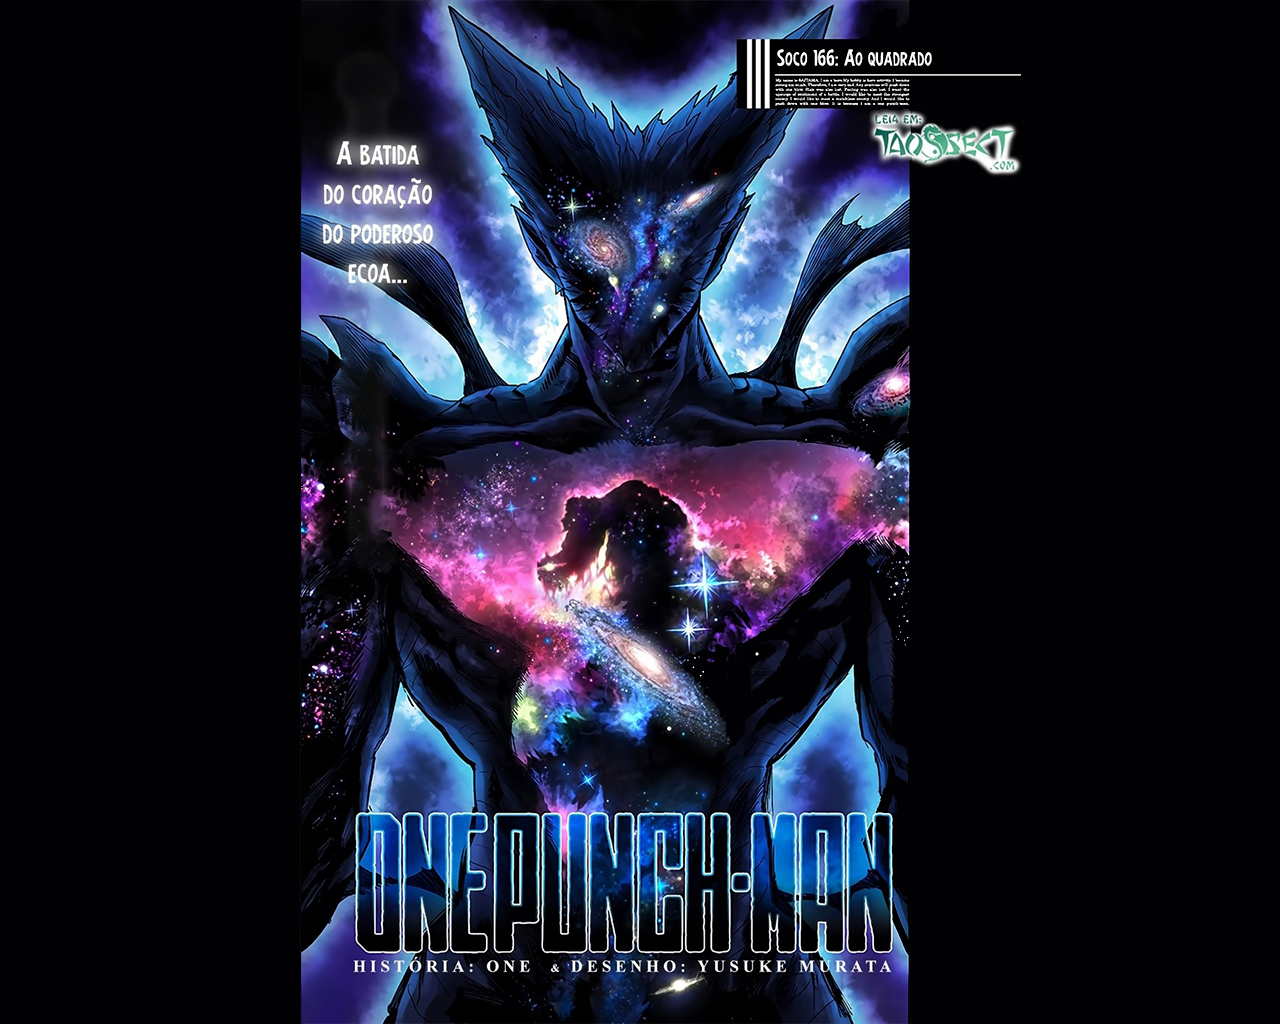 Soco 166: Ao quadrado
LEIA EM:
TAOSSECT
.COM
A batida
do coração
do poderoso
ecoa...
ONEPUNCH-MAN
HISTÓRIA: ONE & DESENHO: YUSUKE MURATA